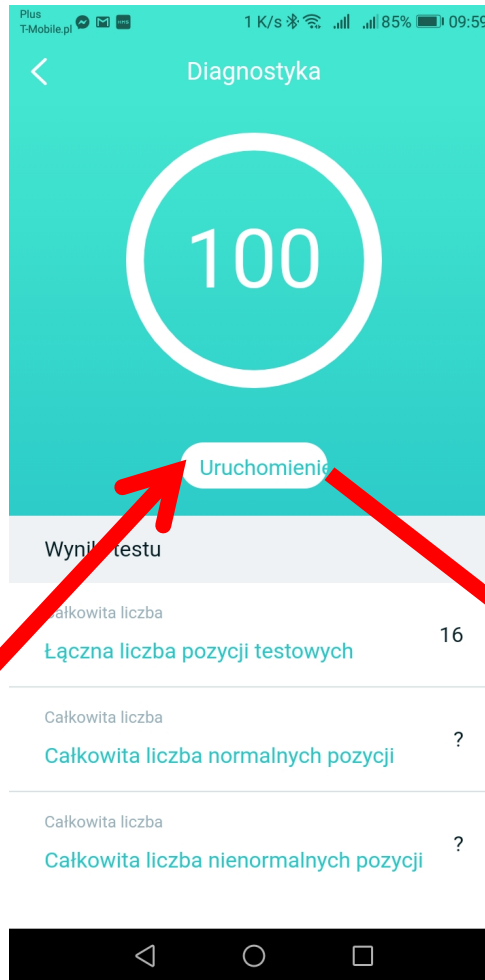 Plus
T-Mobile.pl 1 K/s 85% 09:59
Diagnostyka
100
Uruchomienie
Wyniki testu
Całkowita liczba
Łączna liczba pozycji testowych 16
Całkowita liczba
Całkowita liczba normalnych pozycji ?
Całkowita liczba
Całkowita liczba nienormalnych pozycji ?